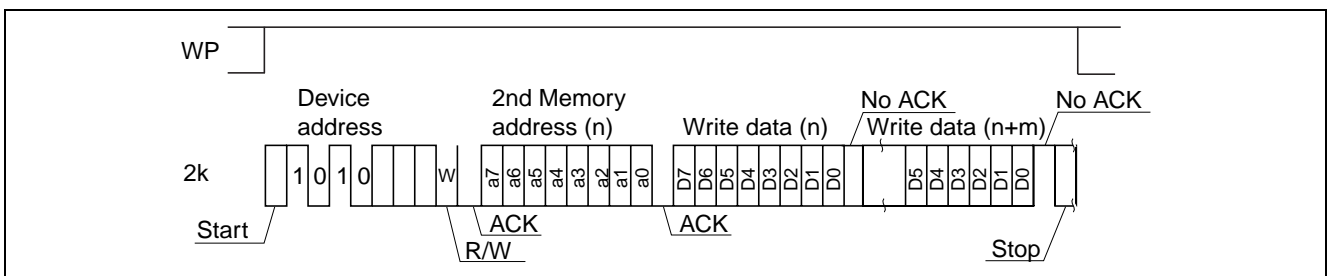 WP
Device
address
2nd Memory
address (n)
Write data (n)
No ACK
Write data (n+m)
No ACK
2k
1 0 1 0 W a7 a6 a5 a4 a3 a2 a1 a0 D7 D6 D5 D4 D3 D2 D1 D0 D5 D4 D3 D2 D1 D0
Start
R/W
ACK
ACK
Stop